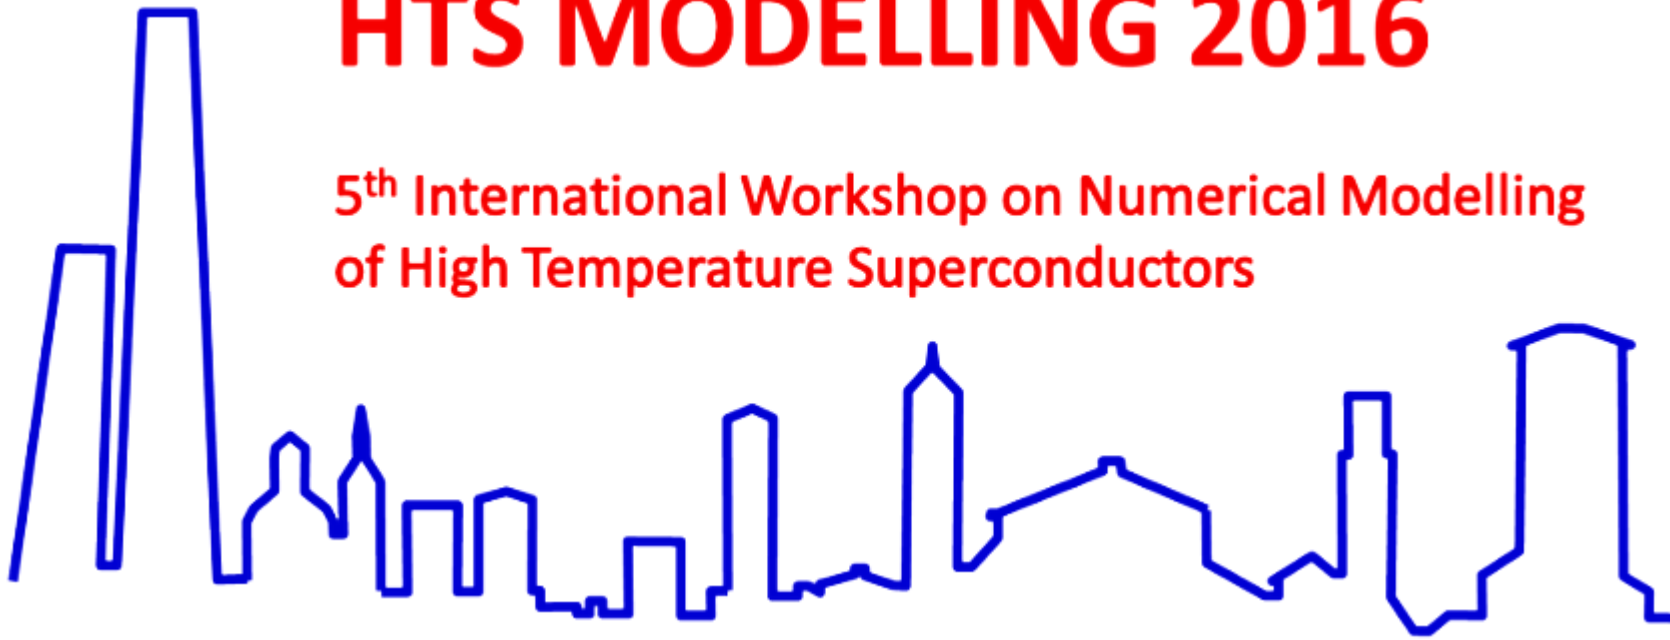 HTS MODELLING 2016
5th International Workshop on Numerical Modelling
of High Temperature Superconductors